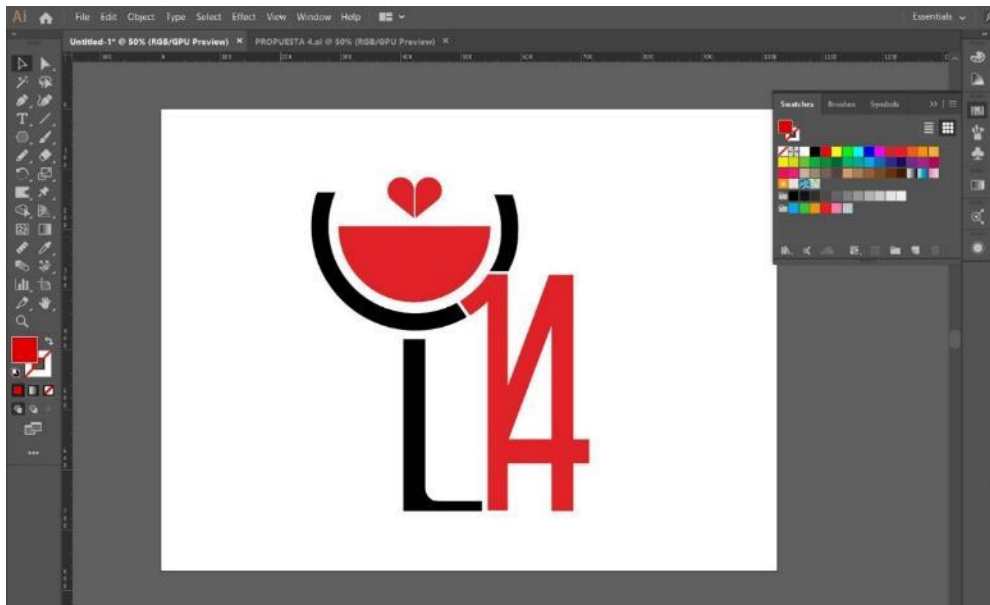 Ai File Edit Object Type Select Effect View Window Help Essentials
Untitled-1* @ 50% (RGB/GPU Preview) × PROPUESTA 4.ai @ 50% (RGB/GPU Preview) ×
Swatches Brushes Symbols
L14